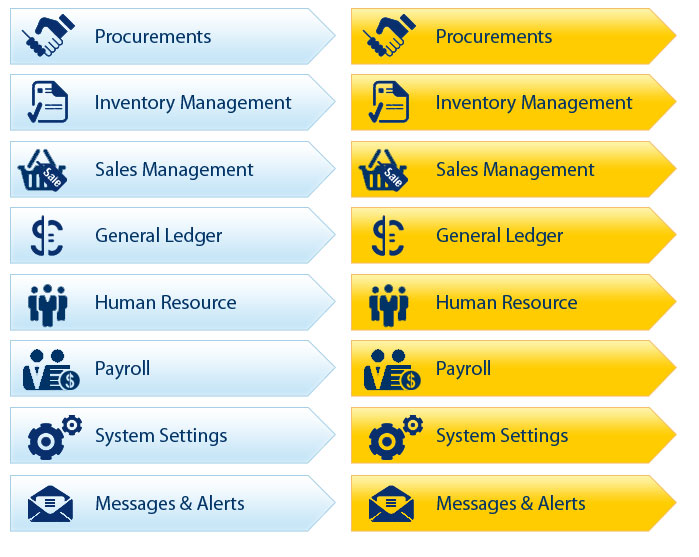 Procurements
Procurements
Inventory Management
Inventory Management
Sale
Sales Management
Sale
Sales Management
$
General Ledger
$
General Ledger
Human Resource
Human Resource
$
Payroll
$
Payroll
System Settings
System Settings
Messages & Alerts
Messages & Alerts